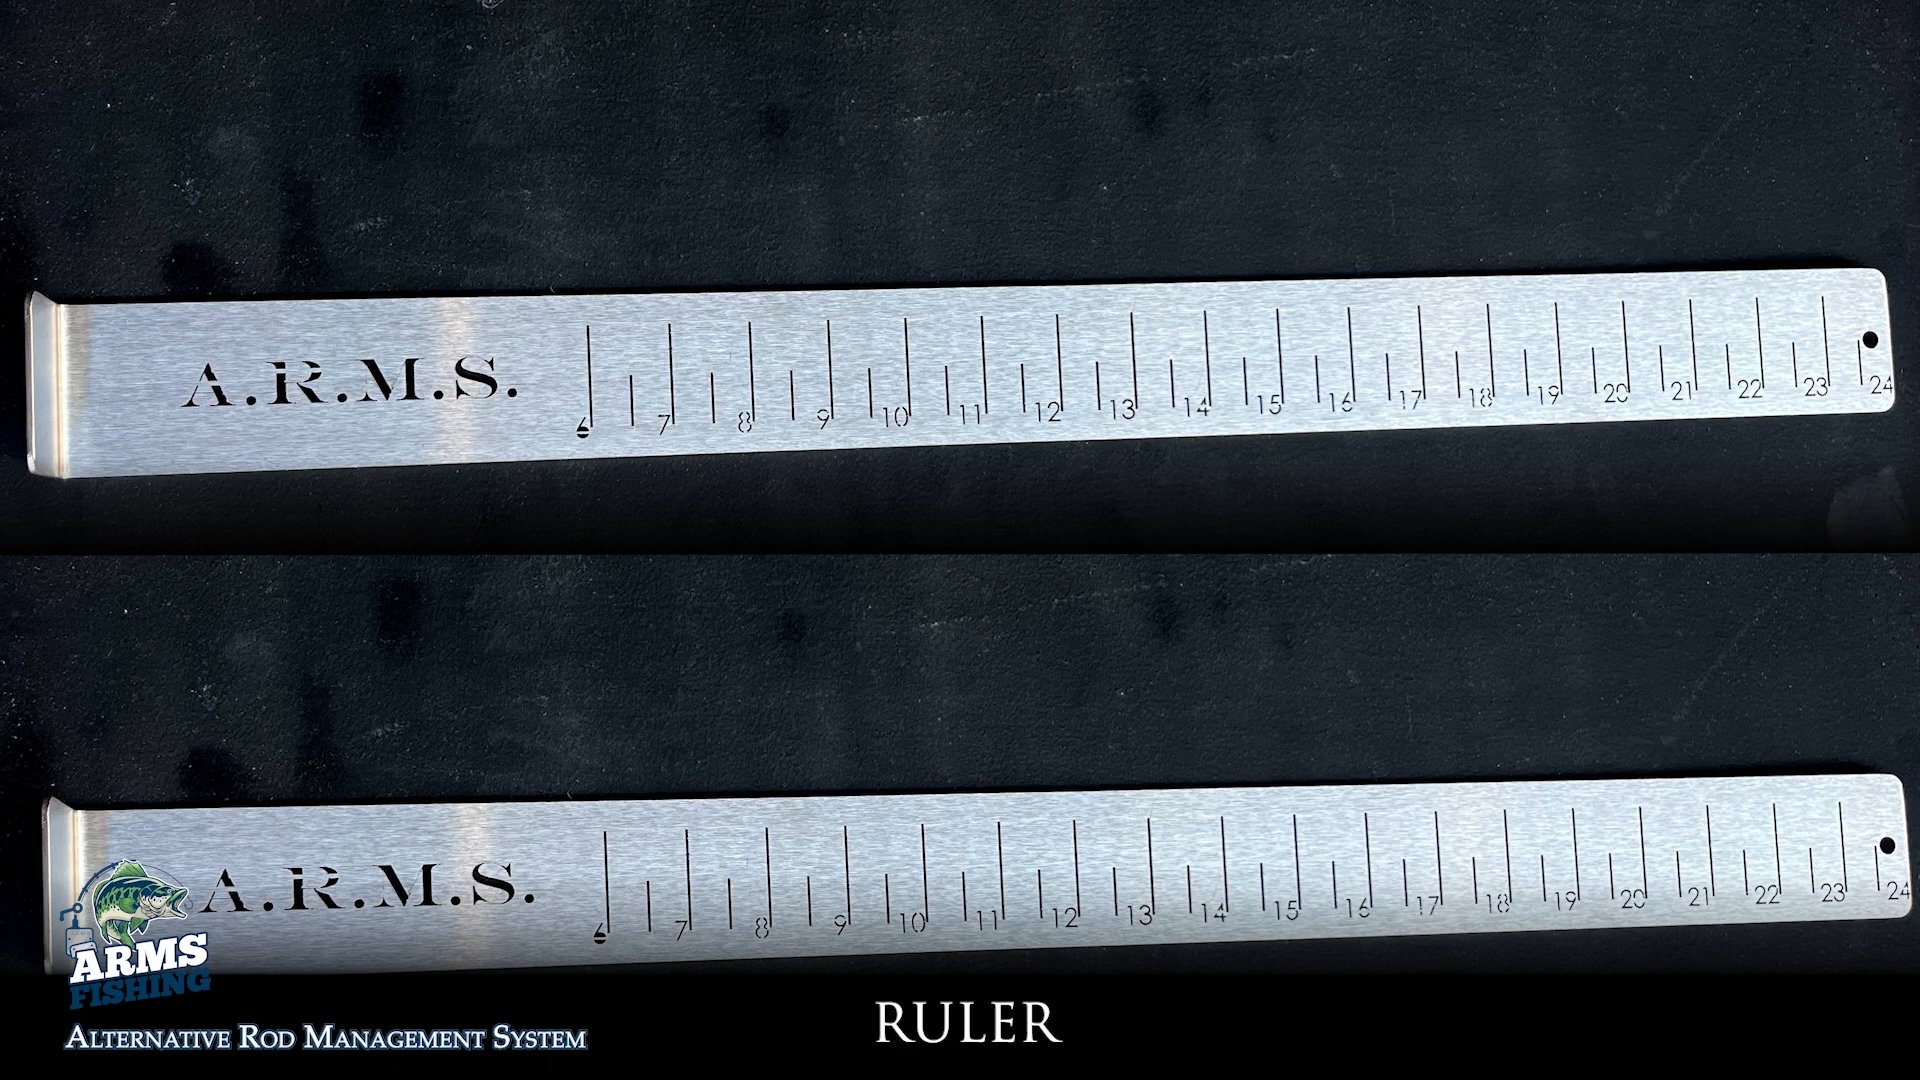 A.R.M.S. 6 7 8 9 10 11 12 13 14 15 16 17 18 19 20 21 22 23 24
A.R.M.S. 6 7 8 9 10 11 12 13 14 15 16 17 18 19 20 21 22 23 24
ARMS
FISHING
ALTERNATIVE ROD MANAGEMENT SYSTEM
RULER